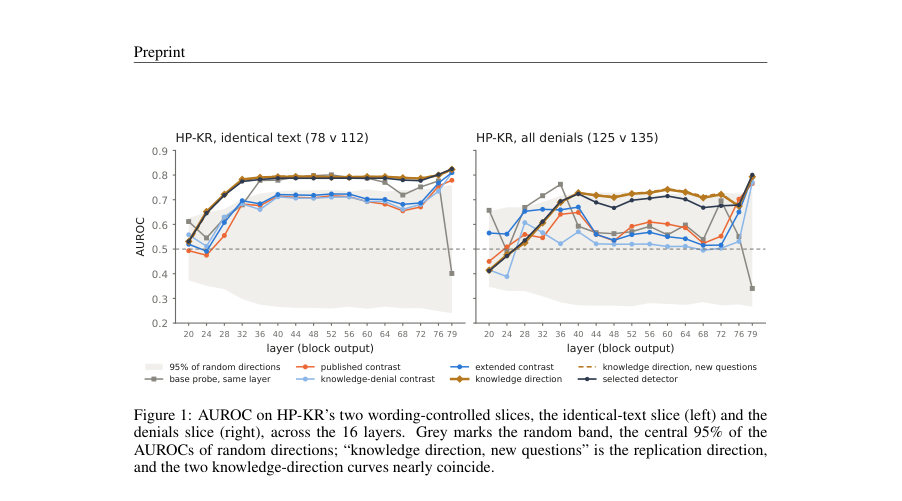 Preprint
HP-KR, identical text (78 v 112)
HP-KR, all denials (125 v 135)
0.9
0.8
0.7
0.6
0.5
0.4
0.3
0.2
AUROC
20 24 28 32 36 40 44 48 52 56 60 64 68 72 76 79
20 24 28 32 36 40 44 48 52 56 60 64 68 72 76 79
layer (block output)
layer (block output)
95% of random directions
published contrast
extended contrast
knowledge direction, new questions
base probe, same layer
knowledge-denial contrast
knowledge direction
selected detector
Figure 1: AUROC on HP-KR's two wording-controlled slices, the identical-text slice (left) and the
denials slice (right), across the 16 layers. Grey marks the random band, the central 95% of the
AUROCs of random directions; “knowledge direction, new questions” is the replication direction,
and the two knowledge-direction curves nearly coincide.